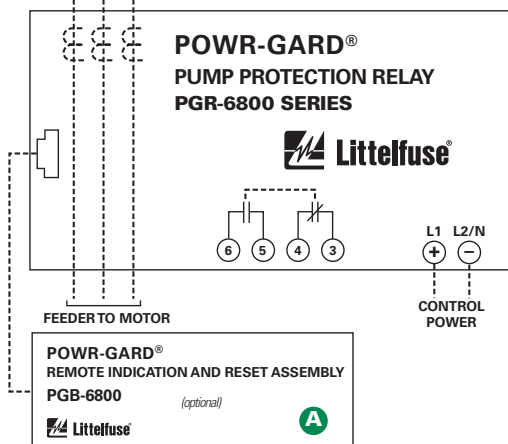 POWR-GARD®
PUMP PROTECTION RELAY
PGR-6800 SERIES
Littelfuse®
6 5 4 3
L1 L2/N
+ −
CONTROL
POWER
FEEDER TO MOTOR
POWR-GARD®
REMOTE INDICATION AND RESET ASSEMBLY
PGB-6800
(optional)
A
Littelfuse®